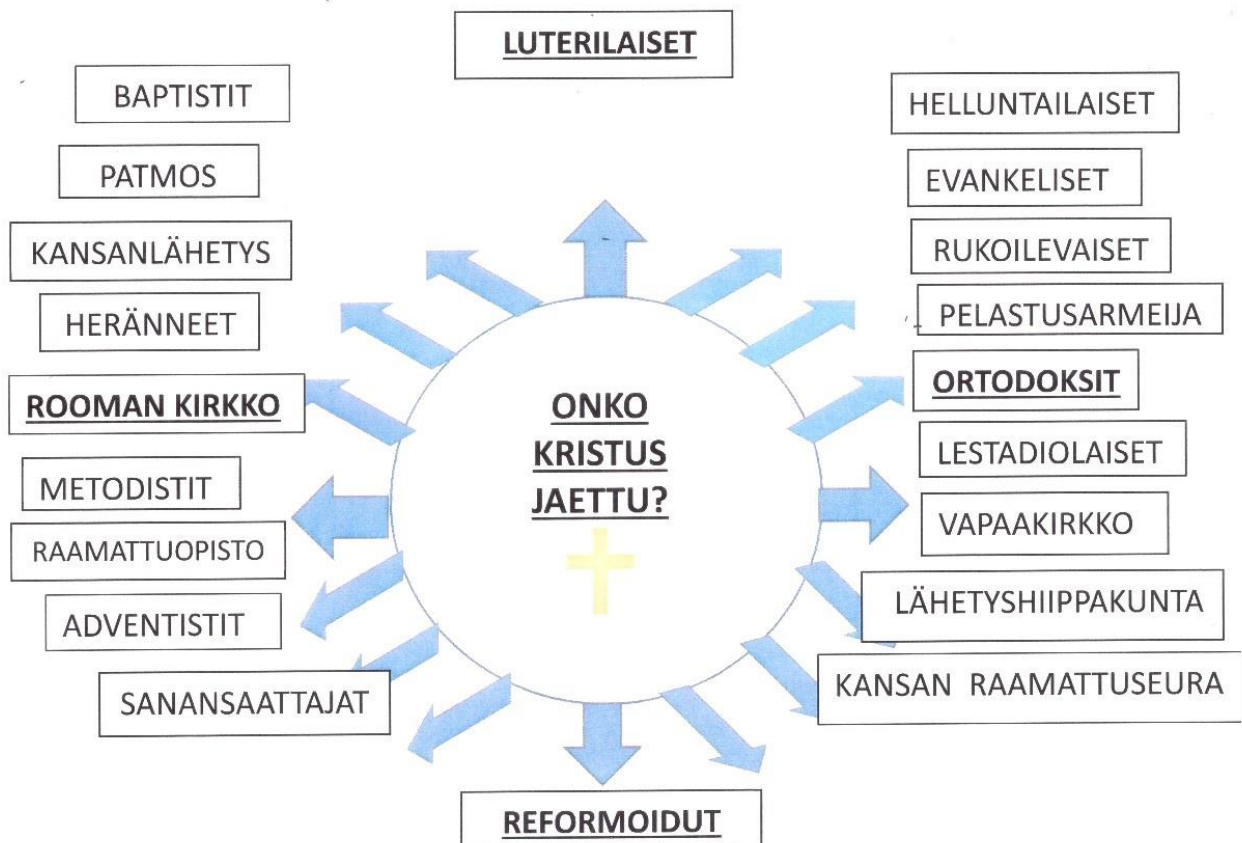 LUTERILAISET
BAPTISTIT
PATMOS
KANSANLÄHETYS
HERÄNNEET
ROOMAN KIRKKO
METODISTIT
RAAMATTUOPISTO
ADVENTISTIT
SANANSAATTAJAT
ONKO
KRISTUS
JAETTU?
HELLUNTAILAISET
EVANKELISET
RUKOILEVAISET
PELASTUSARMEIJA
ORTODOKSIT
LESTADIOLAISET
VAPAAKIRKKO
LÄHETYSHIIPPAKUNTA
KANSAN RAAMATTUSEURA
REFORMOIDUT